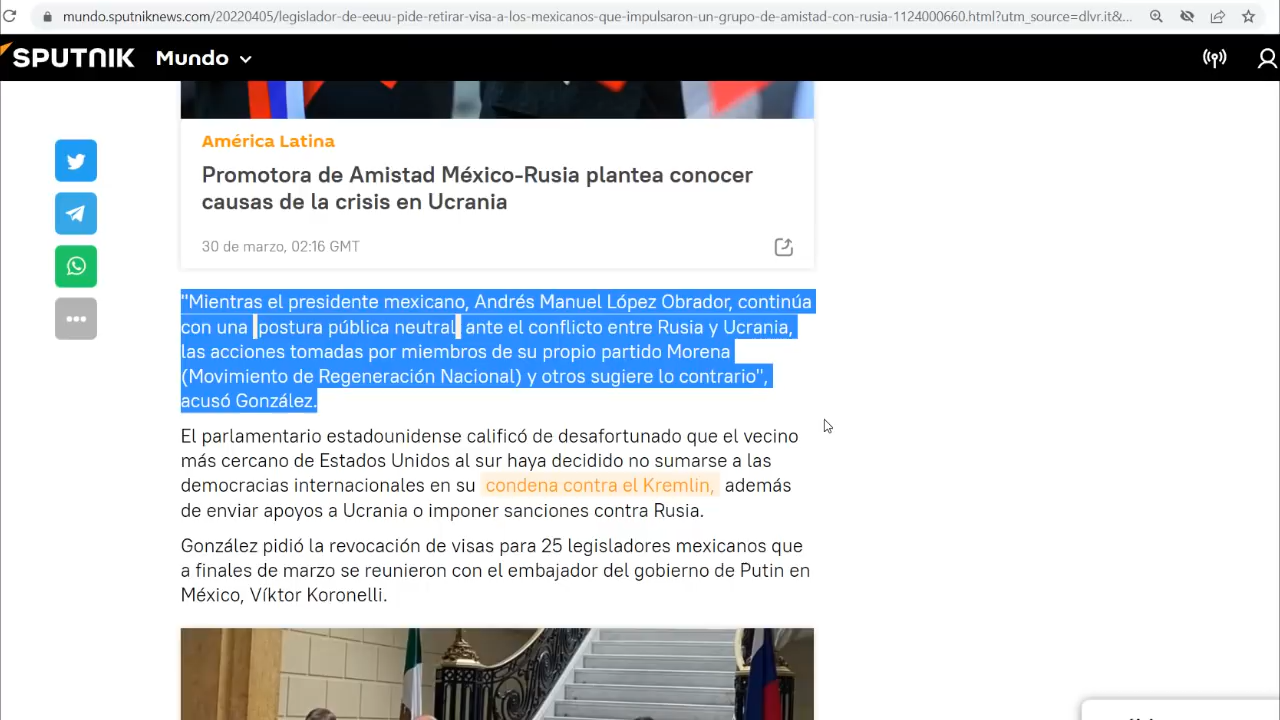 mundo.sputniknews.com/20220405/legislador-de-eeuu-pide-retirar-visa-a-los-mexicanos-que-impulsaron-un-grupo-de-amistad-con-rusia-1124000660.html?utm_source=dlvr.it&...
SPUTNIK Mundo
América Latina
Promotora de Amistad México-Rusia plantea conocer
causas de la crisis en Ucrania
30 de marzo, 02:16 GMT
"Mientras el presidente mexicano, Andrés Manuel López Obrador, continúa
con una postura pública neutral ante el conflicto entre Rusia y Ucrania,
las acciones tomadas por miembros de su propio partido Morena
(Movimiento de Regeneración Nacional) y otros sugiere lo contrario",
acusó González.
El parlamentario estadounidense calificó de desafortunado que el vecino
más cercano de Estados Unidos al sur haya decidido no sumarse a las
democracias internacionales en su condena contra el Kremlin, además
de enviar apoyos a Ucrania o imponer sanciones contra Rusia.
González pidió la revocación de visas para 25 legisladores mexicanos que
a finales de marzo se reunieron con el embajador del gobierno de Putin en
México, Víktor Koronelli.